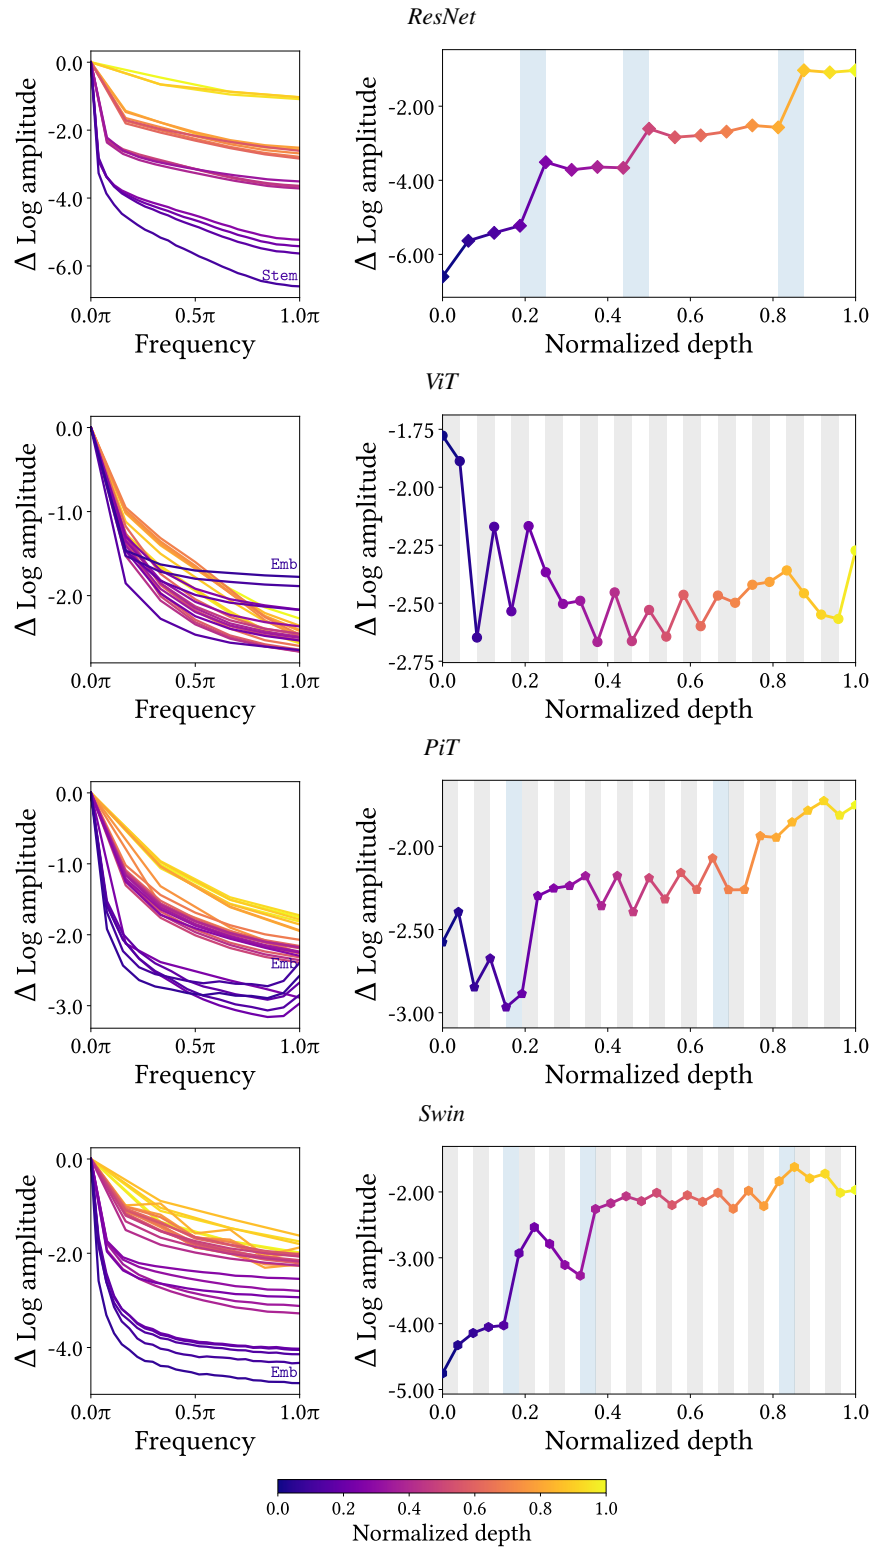 ResNet
Δ Log amplitude
0.0
-2.0
-4.0
-6.0
Stem
0.0π 0.5π 1.0π
Frequency
Δ Log amplitude
-2.00
-4.00
-6.00
0.0 0.2 0.4 0.6 0.8 1.0
Normalized depth
ViT
Δ Log amplitude
0.0
-1.0
-2.0
Emb
0.0π 0.5π 1.0π
Frequency
Δ Log amplitude
-1.75
-2.00
-2.25
-2.50
-2.75
0.0 0.2 0.4 0.6 0.8 1.0
Normalized depth
PiT
Δ Log amplitude
0.0
-1.0
-2.0
-3.0
Emb
0.0π 0.5π 1.0π
Frequency
Δ Log amplitude
-2.00
-2.50
-3.00
0.0 0.2 0.4 0.6 0.8 1.0
Normalized depth
Swin
Δ Log amplitude
0.0
-2.0
-4.0
Emb
0.0π 0.5π 1.0π
Frequency
Δ Log amplitude
-2.00
-3.00
-4.00
-5.00
0.0 0.2 0.4 0.6 0.8 1.0
Normalized depth
0.0 0.2 0.4 0.6 0.8 1.0
Normalized depth